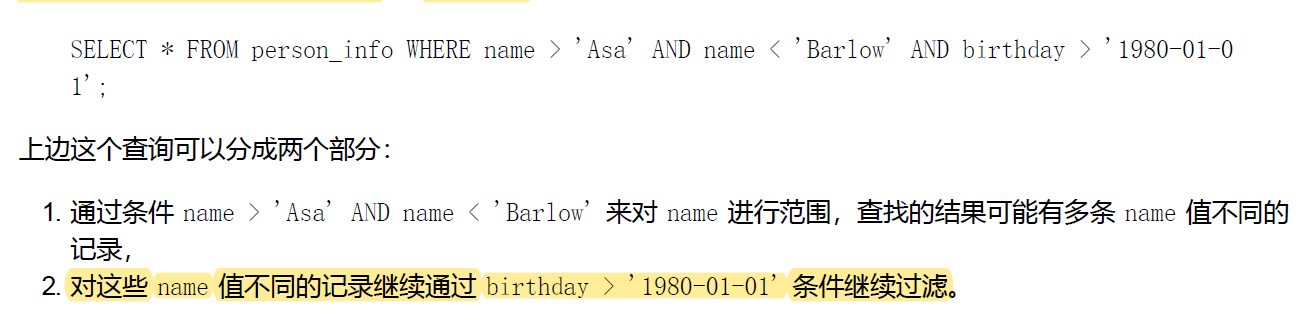 SELECT * FROM person_info WHERE name > 'Asa' AND name < 'Barlow' AND birthday > '1980-01-0
1';
上边这个查询可以分成两个部分：
1. 通过条件 name > 'Asa' AND name < 'Barlow' 来对 name 进行范围，查找的结果可能有多条 name 值不同的
记录，
2. 对这些 name 值不同的记录继续通过 birthday > '1980-01-01' 条件继续过滤。